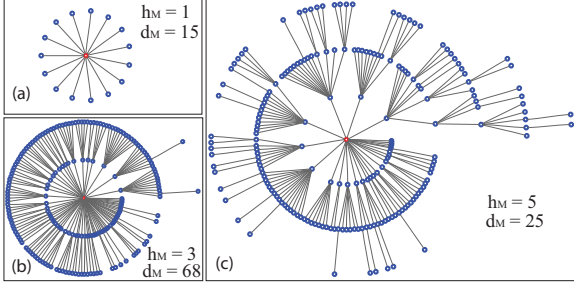 hM = 1
dM = 15
(a)
hM = 3
dM = 68
(b)
hM = 5
dM = 25
(c)